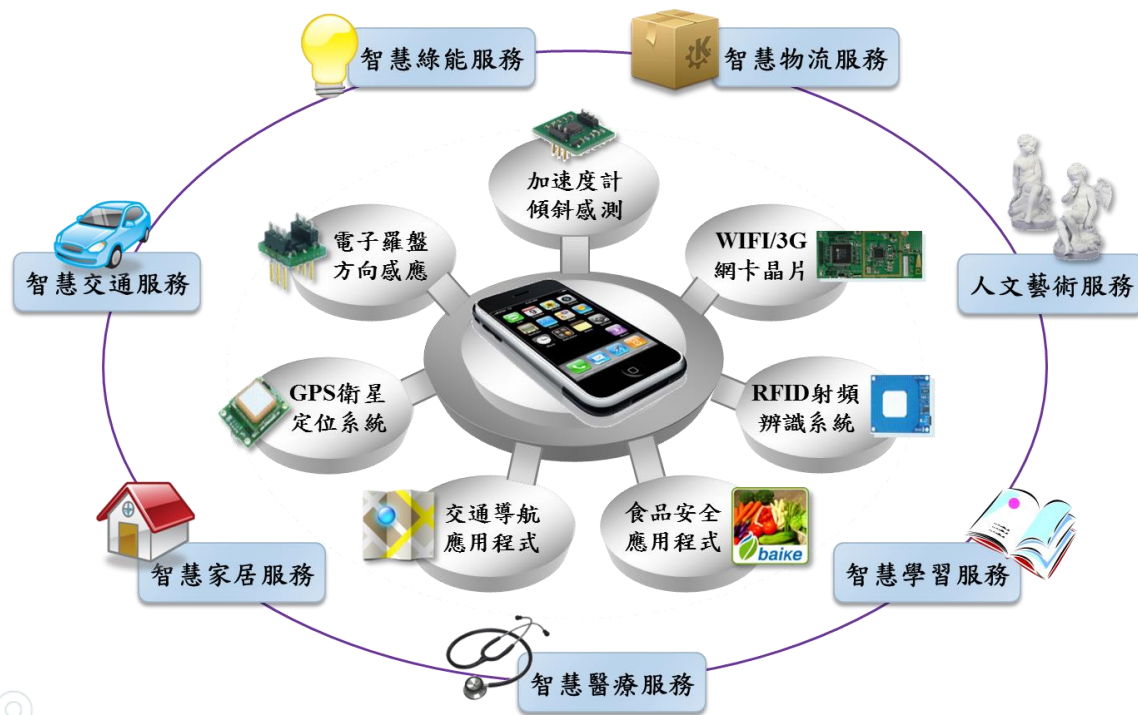 智慧綠能服務
智慧物流服務
加速度計
傾斜感測
電子羅盤
方向感應
WIFI/3G
網卡晶片
智慧交通服務
人文藝術服務
GPS衛星
定位系統
RFID射頻
辨識系統
交通導航
應用程式
食品安全
應用程式
baike
智慧家居服務
智慧學習服務
智慧醫療服務